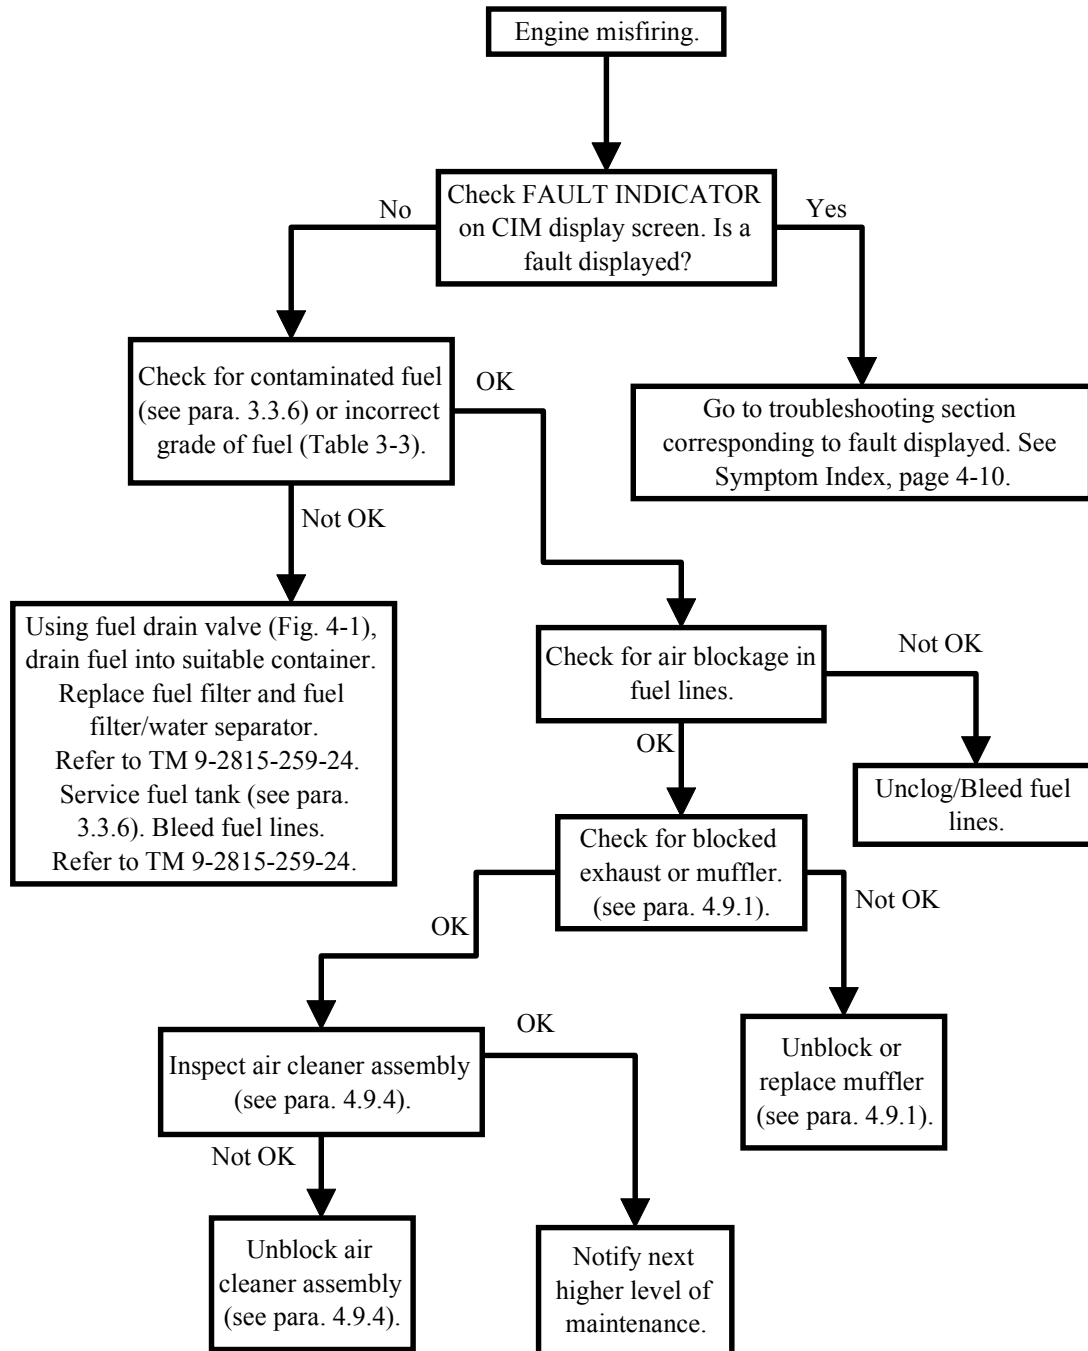 Engine misfiring.
Check FAULT INDICATOR
on CIM display screen. Is a
fault displayed?
No
Yes
Check for contaminated fuel
(see para. 3.3.6) or incorrect
grade of fuel (Table 3-3).
OK
Go to troubleshooting section
corresponding to fault displayed. See
Symptom Index, page 4-10.
Not OK
Using fuel drain valve (Fig. 4-1),
drain fuel into suitable container.
Replace fuel filter and fuel
filter/water separator.
Refer to TM 9-2815-259-24.
Service fuel tank (see para.
3.3.6). Bleed fuel lines.
Refer to TM 9-2815-259-24.
Check for air blockage in
fuel lines.
Not OK
OK
Unclog/Bleed fuel
lines.
Check for blocked
exhaust or muffler.
(see para. 4.9.1).
Not OK
OK
Unblock or
replace muffler
(see para. 4.9.1).
Inspect air cleaner assembly
(see para. 4.9.4).
OK
Not OK
Unblock air
cleaner assembly
(see para. 4.9.4).
Notify next
higher level of
maintenance.